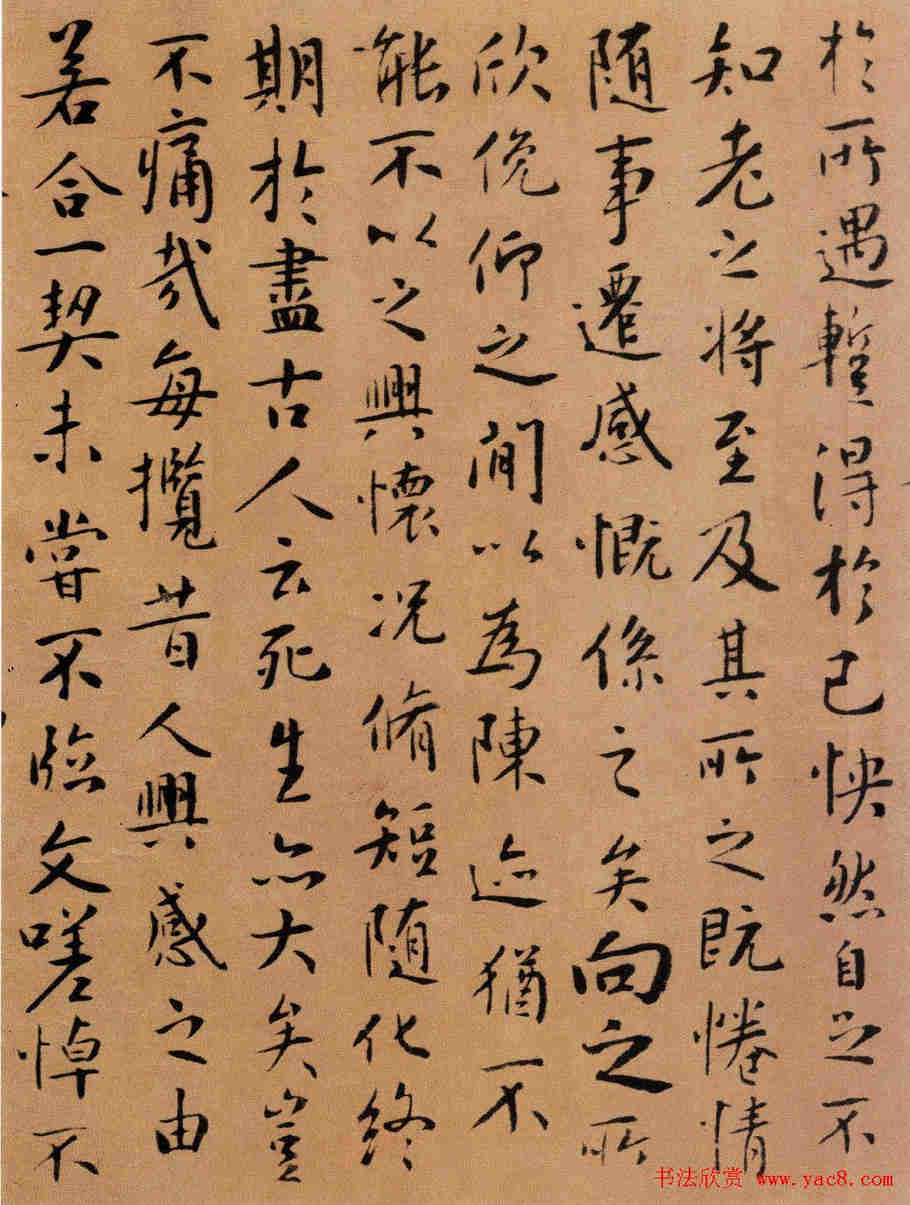 於所遇暫得於己怏然自之不
知老之將至及其所之既惓情
隨事遷感慨係之矣向之所
欣俛仰之間以為陳迹猶不
能不以之興懷況脩短隨化終
期於盡古人云死生亦大矣豈
不痛哉每攬昔人興感之由
若合一契未嘗不臨文嗟悼不
书法欣赏 www.yac8.com